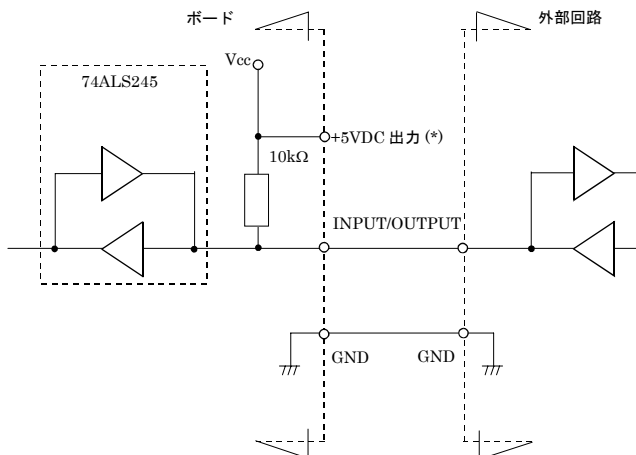 ボード
外部回路
Vcc
74ALS245
+5VDC 出力 (*)
10kΩ
INPUT/OUTPUT
GND
GND